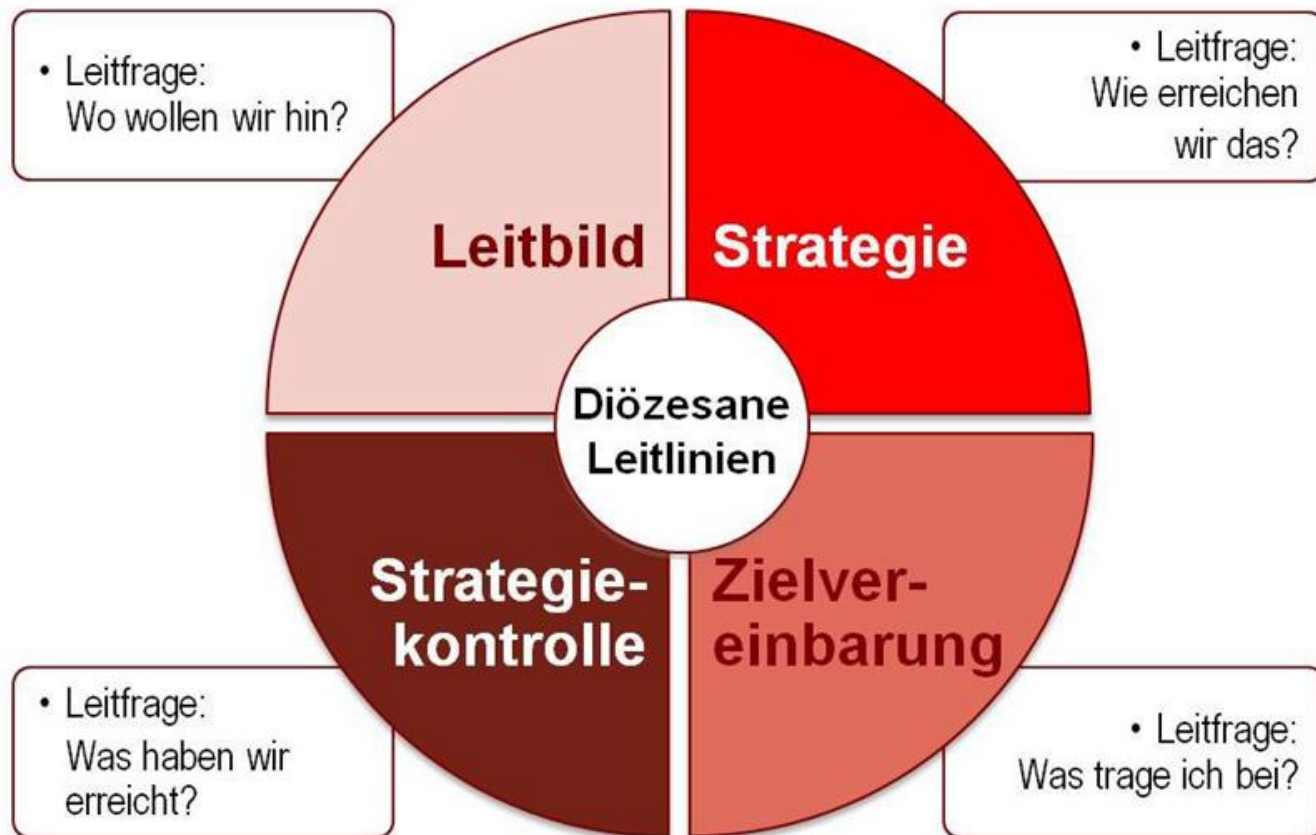 • Leitfrage:
Wo wollen wir hin?
• Leitfrage:
Wie erreichen
wir das?
Leitbild
Strategie
Diözesane
Leitlinien
Strategie-
kontrolle
Zielver-
einbarung
• Leitfrage:
Was haben wir
erreicht?
• Leitfrage:
Was trage ich bei?